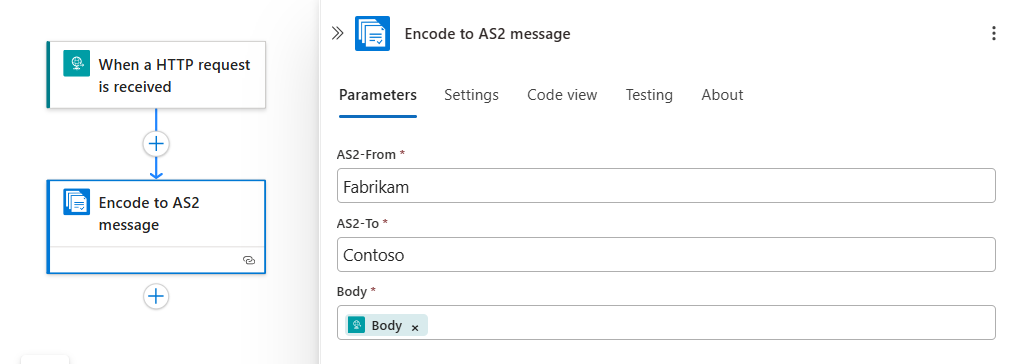 When a HTTP request
is received
Encode to AS2
message
Encode to AS2 message
Parameters Settings Code view Testing About
AS2-From *
Fabrikam
AS2-To *
Contoso
Body *
Body ×